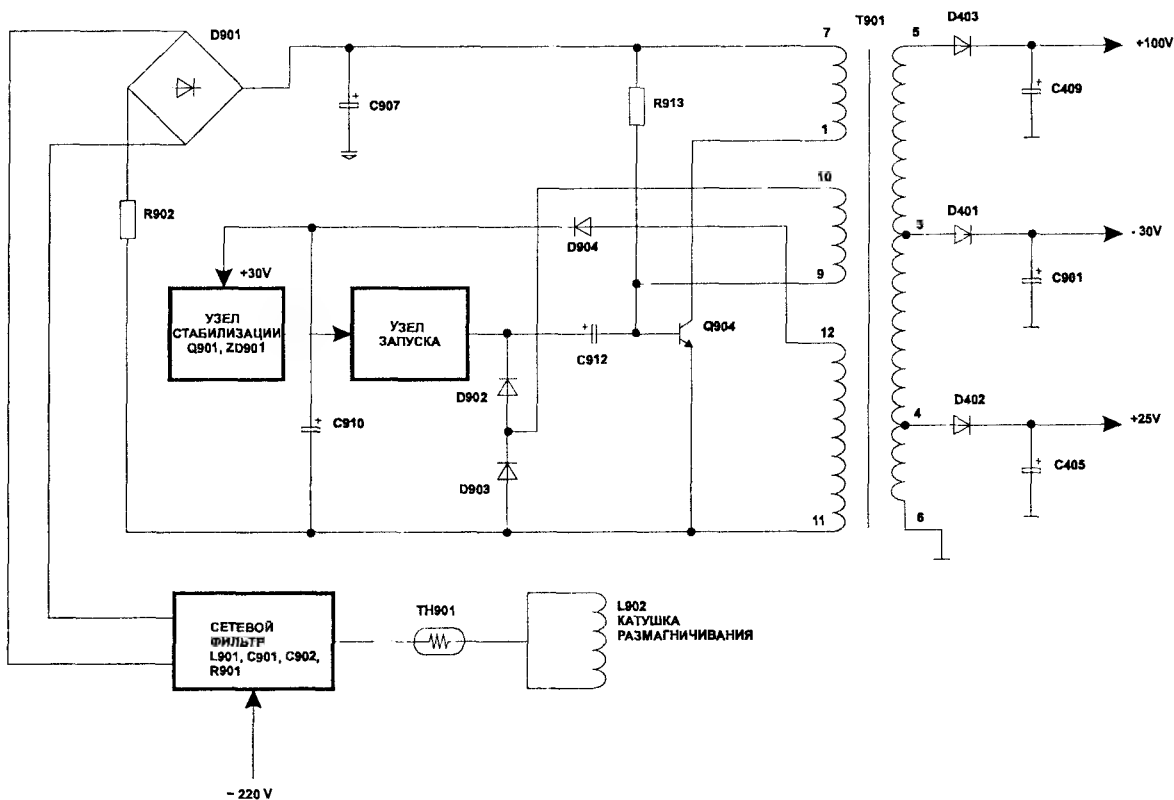 D901
T901
D403
7
5
+100V
C907
R913
C409
1
10
R902
D401
3
- 30V
D904
9
+30V
C901
УЗЕЛ
СТАБИЛИЗАЦИИ
Q901, ZD901
УЗЕЛ
ЗАПУСКА
Q904
12
C912
D902
D402
4
+25V
C910
C405
D903
11
6
СЕТЕВОЙ
ФИЛЬТР
L901, C901, C902,
R901
TH901
L902
КАТУШКА
РАЗМАГНИЧИВАНИЯ
~ 220 V